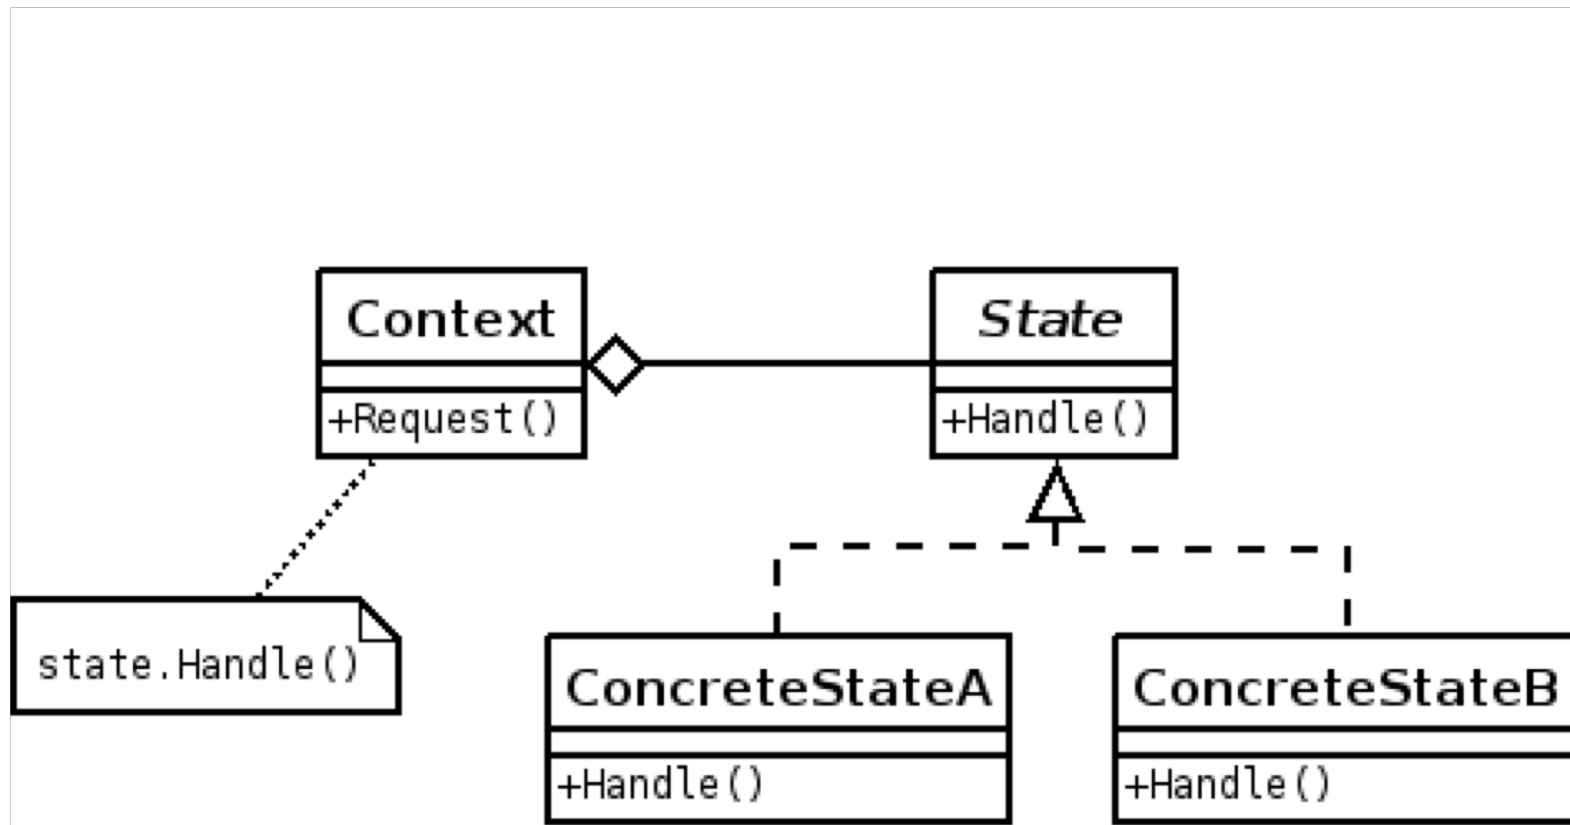 Context
+Request()
State
+Handle()
state.Handle()
ConcreteStateA
+Handle()
ConcreteStateB
+Handle()